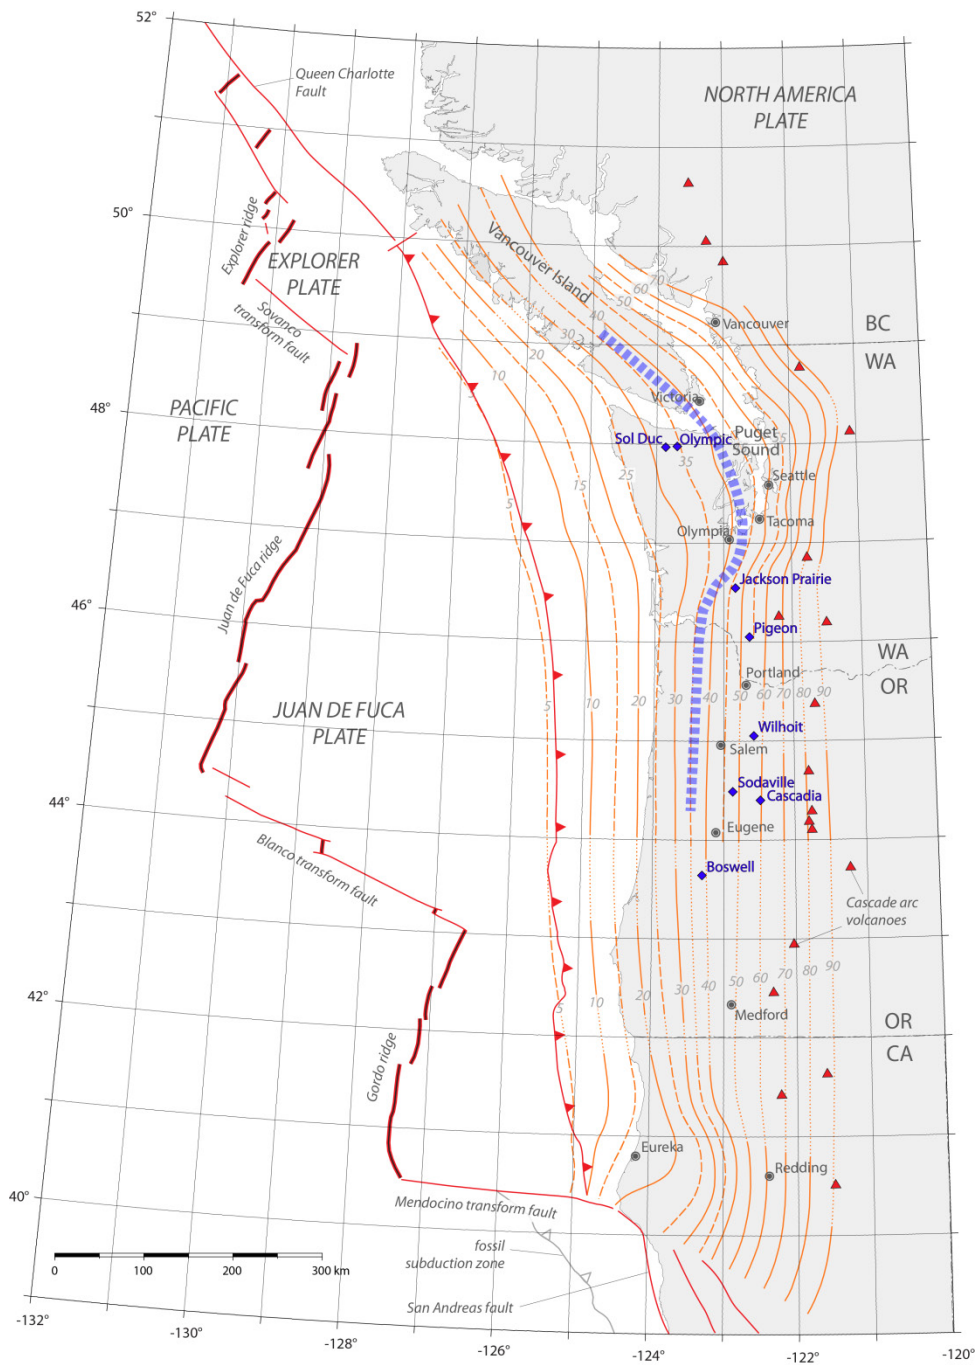 52°
Queen Charlotte
Fault
NORTH AMERICA
PLATE
50°
Explorer ridge
EXPLORER
PLATE
Vancouver Island
70
60
50
40
30
20
10
5
Sovanco
transform fault
Vancouver
BC
WA
48°
PACIFIC
PLATE
Victoria
Puget
Sound
55
Sol Duc
Olympic
35
25
15
5
Seattle
Tacoma
Olympia
Juan de Fuca ridge
Jackson Prairie
46°
Pigeon
WA
OR
Portland
5
10
20
30
40
50
60
70
80
90
JUAN DE FUCA
PLATE
Wilhoit
Salem
Sodaville
Cascadia
44°
Eugene
Blanco transform fault
Boswell
Cascade arc
volcanoes
5
10
20
30
40
50
60
70
80
90
42°
Medford
OR
CA
Gordo ridge
Eureka
Redding
40°
Mendocino transform fault
fossil
subduction zone
San Andreas fault
0
100
200
300 km
-132°
-130°
-128°
-126°
-124°
-122°
-120°